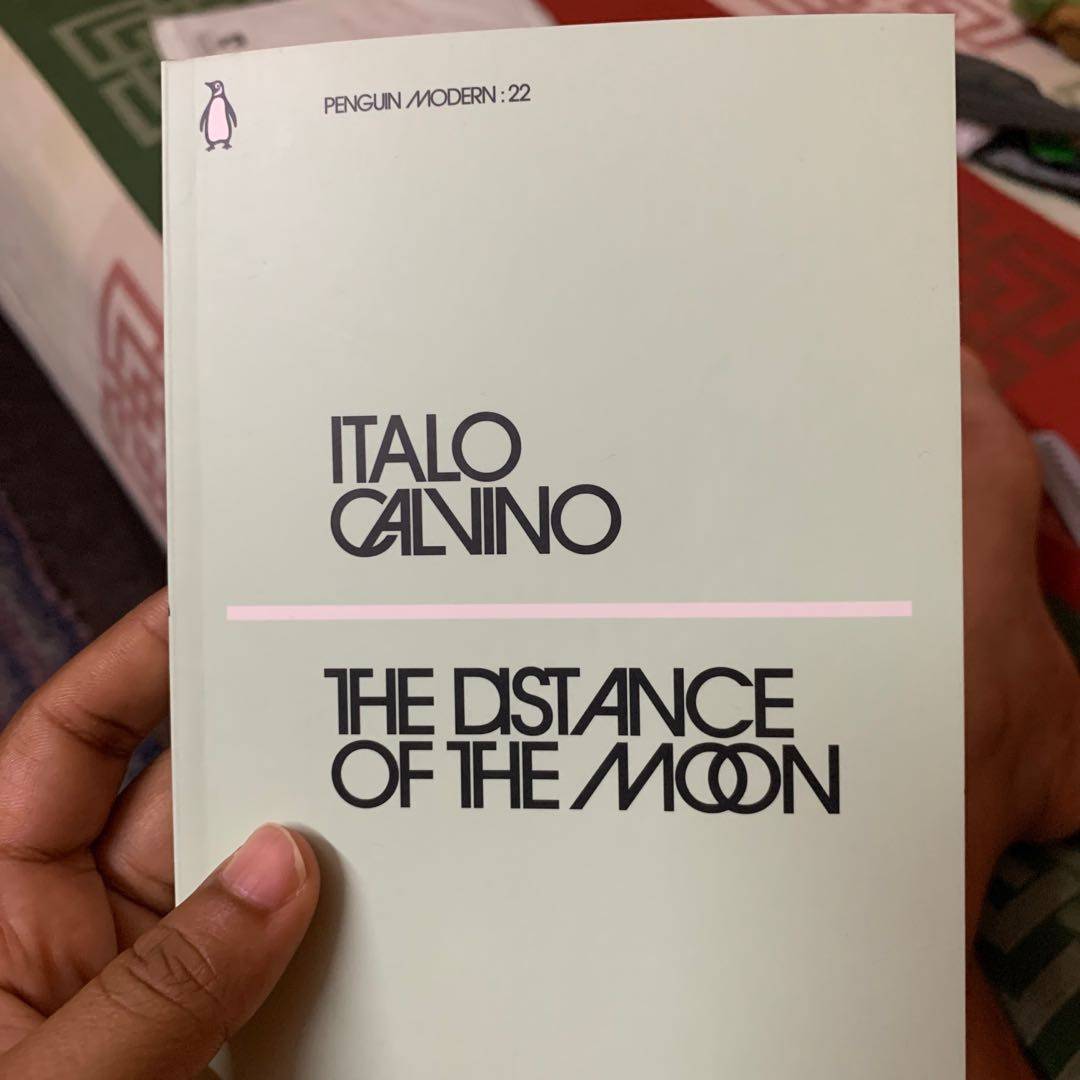 PENGUIN MODERN : 22
ITALO
CALVINO
THE DISTANCE
OF THE MOON